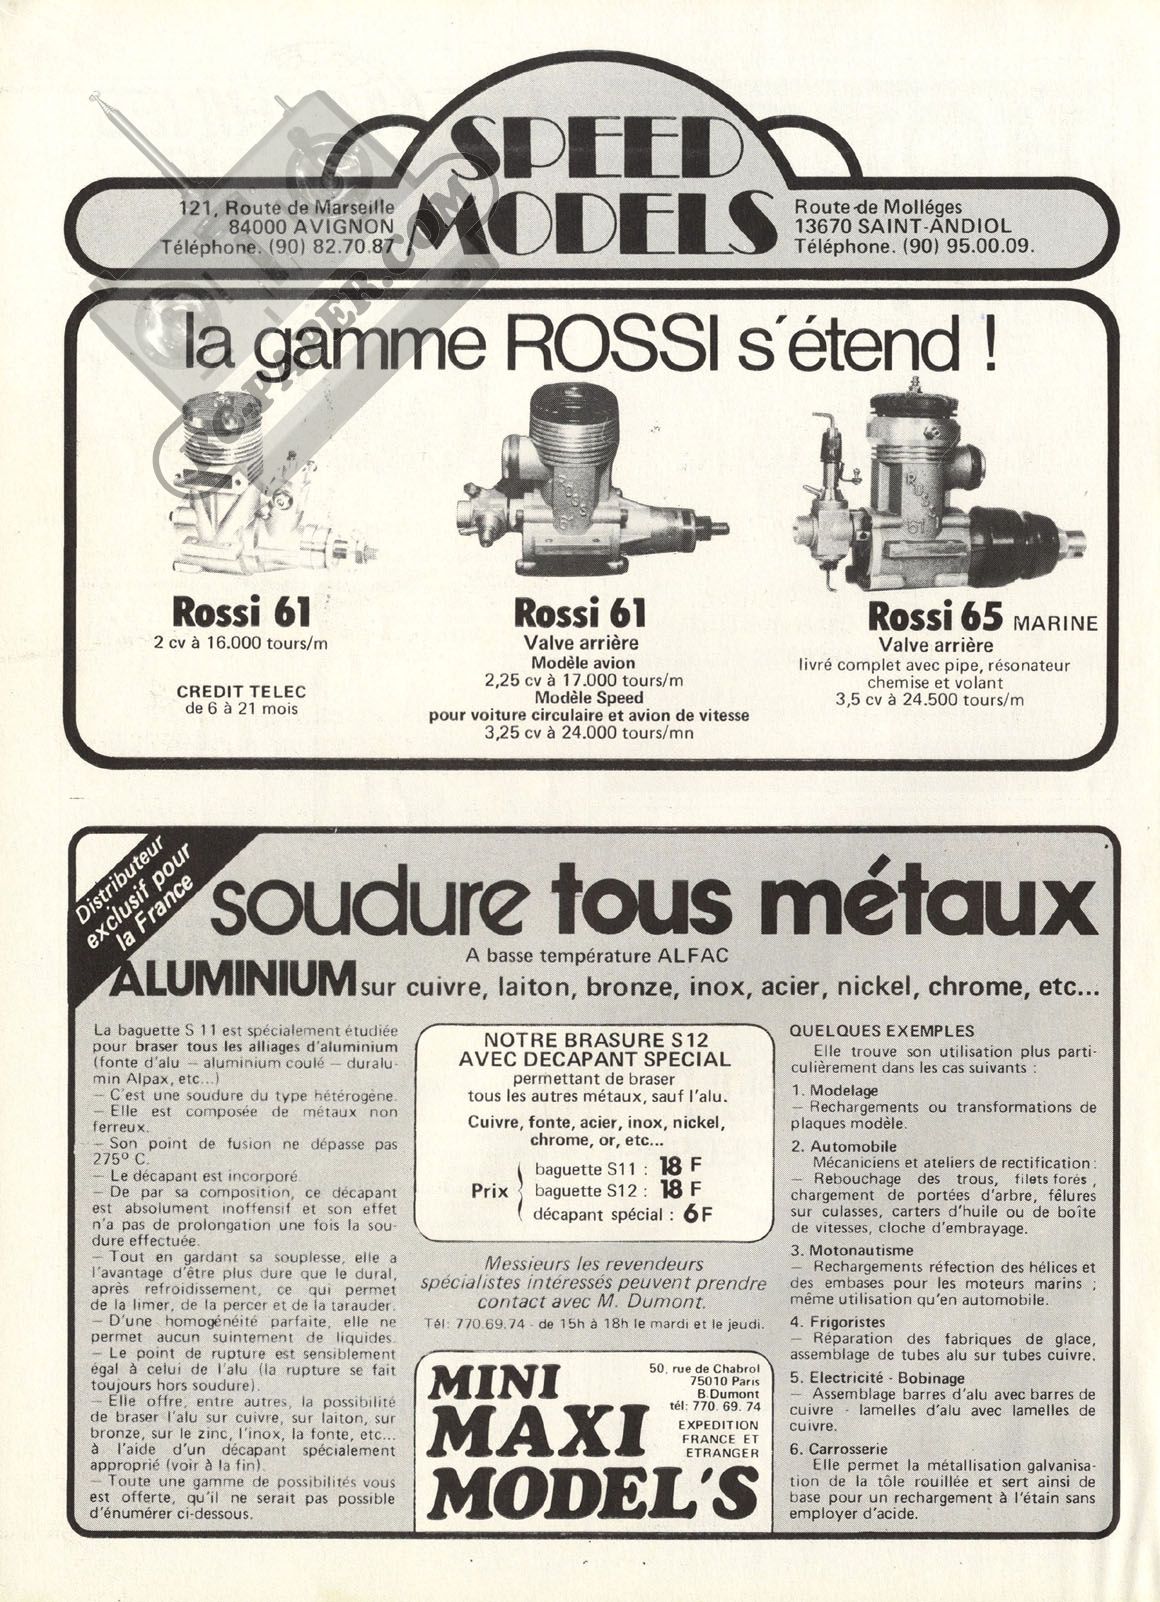 SPEED
MODELS
121, Route de Marseille
84000 AVIGNON
Téléphone. (90) 82.70.87
Route de Molléges
13670 SAINT-ANDIOL
Téléphone. (90) 95.00.09.
la gamme ROSSI s'étend !
Rossi 61
2 cv à 16.000 tours/m
CREDIT TELEC
de 6 à 21 mois
Rossi 61
Valve arrière
Modèle avion
2,25 cv à 17.000 tours/m
Modèle Speed
pour voiture circulaire et avion de vitesse
3,25 cv à 24.000 tours/mn
Rossi 65 MARINE
Valve arrière
livré complet avec pipe, résonateur
chemise et volant
3,5 cv à 24.500 tours/m
Distributeur
exclusif pour
la France
soudure tous métaux
A basse température ALFAC
ALUMINIUM sur cuivre, laiton, bronze, inox, acier, nickel, chrome, etc...
La baguette S 11 est spécialement étudiée
pour braser tous les alliages d'aluminium
(fonte d'alu – aluminium coulé – duralu-
min Alpax, etc...)
– C'est une soudure du type hétérogène.
– Elle est composée de métaux non
ferreux.
– Son point de fusion ne dépasse pas
275° C.
– Le décapant est incorporé.
– De par sa composition, ce décapant
est absolument inoffensif et son effet
n'a pas de prolongation une fois la sou-
dure effectuée.
– Tout en gardant sa souplesse, elle a
l'avantage d'être plus dure que le dural,
après refroidissement, ce qui permet
de la limer, de la percer et de la tarauder.
– D'une homogénéité parfaite, elle ne
permet aucun suintement de liquides.
– Le point de rupture est sensiblement
égal à celui de l'alu (la rupture se fait
toujours hors soudure).
– Elle offre, entre autres, la possibilité
de braser l'alu sur cuivre, sur laiton, sur
bronze, sur le zinc, l'inox, la fonte, etc...
à l'aide d'un décapant spécialement
approprié (voir à la fin).
– Toute une gamme de possibilités vous
est offerte, qu'il ne serait pas possible
d'énumérer ci-dessous.
NOTRE BRASURE S12
AVEC DECAPANT SPECIAL
permettant de braser
tous les autres métaux, sauf l'alu.
Cuivre, fonte, acier, inox, nickel,
chrome, or, etc...
Prix
baguette S11 : 18 F
baguette S12 : 18 F
décapant spécial : 6 F
Messieurs les revendeurs
spécialistes intéressés peuvent prendre
contact avec M. Dumont.
Tél: 770.69.74 - de 15h à 18h le mardi et le jeudi.
MINI
MAXI
MODEL'S
50, rue de Chabrol
75010 Paris
B.Dumont
tél: 770. 69. 74
EXPEDITION
FRANCE ET
ETRANGER
QUELQUES EXEMPLES
Elle trouve son utilisation plus parti-
culièrement dans les cas suivants :
1. Modelage
– Rechargements ou transformations de
plaques modèle.
2. Automobile
Mécaniciens et ateliers de rectification :
– Rebouchage des trous, filets forés,
chargement de portées d'arbre, fêlures
sur culasses, carters d'huile ou de boîte
de vitesses, cloche d'embrayage.
3. Motonautisme
– Rechargements réfection des hélices et
des embases pour les moteurs marins ;
même utilisation qu'en automobile.
4. Frigoristes
– Réparation des fabriques de glace,
assemblage de tubes alu sur tubes cuivre.
5. Electricité - Bobinage
– Assemblage barres d'alu avec barres de
cuivre - lamelles d'alu avec lamelles de
cuivre.
6. Carrosserie
Elle permet la métallisation galvanisa-
tion de la tôle rouillée et sert ainsi de
base pour un rechargement à l'étain sans
employer d'acide.